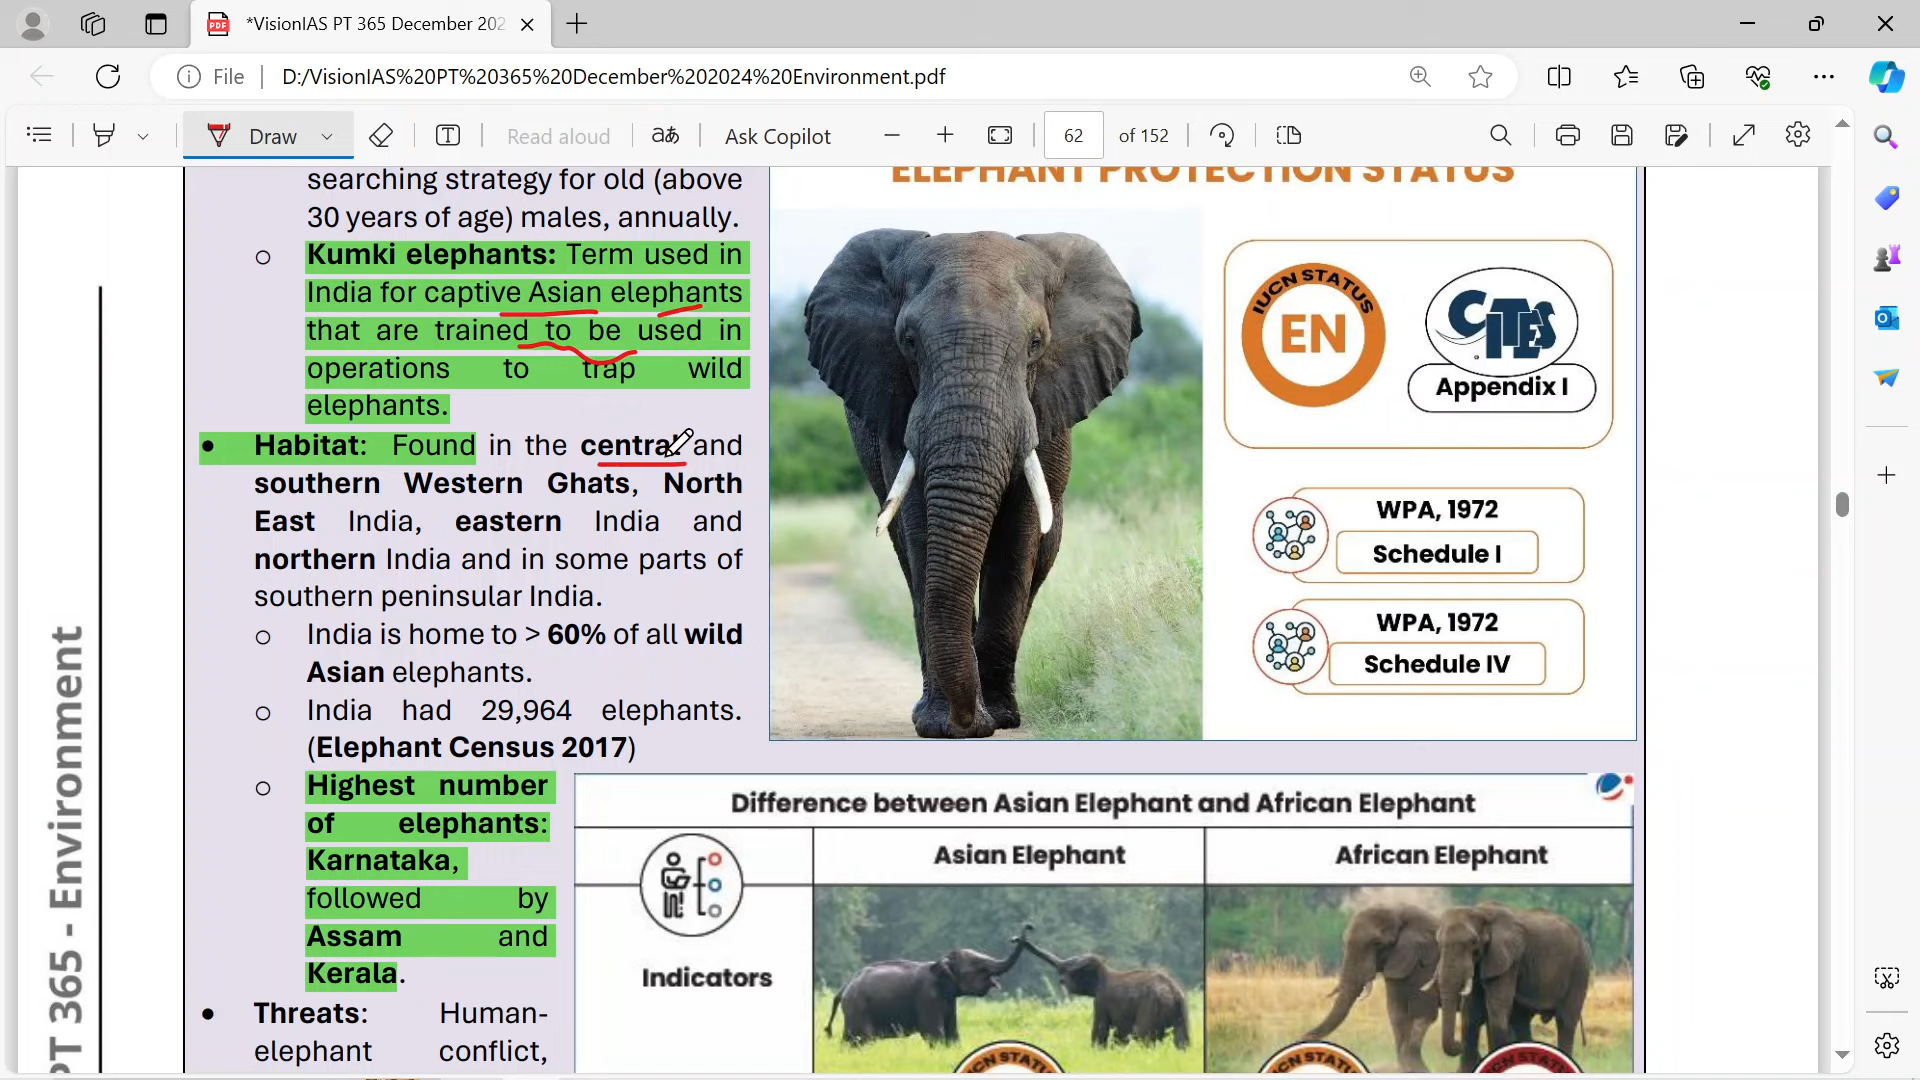 *VisionIAS PT 365 December 202
File
D:/VisionIAS%20PT%20365%20December%202024%20Environment.pdf
Draw
Read aloud
aあ
Ask Copilot
62
of 152
searching strategy for old (above
30 years of age) males, annually.
Kumki elephants: Term used in
India for captive Asian elephants
that are trained to be used in
operations to trap wild
elephants.
Habitat: Found in the central and
southern Western Ghats, North
East India, eastern India and
northern India and in some parts of
southern peninsular India.
India is home to > 60% of all wild
Asian elephants.
India had 29,964 elephants.
(Elephant Census 2017)
Highest number
of elephants:
Karnataka,
followed by
Assam and
Kerala.
Threats: Human-
elephant conflict,
ELEPHANT PROTECTION STATUS
IUCN STATUS
EN
CITES
Appendix I
WPA, 1972
Schedule I
WPA, 1972
Schedule IV
Difference between Asian Elephant and African Elephant
Indicators
Asian Elephant
African Elephant
IUCN STATU
IUCN STATU
PT 365 - Environment